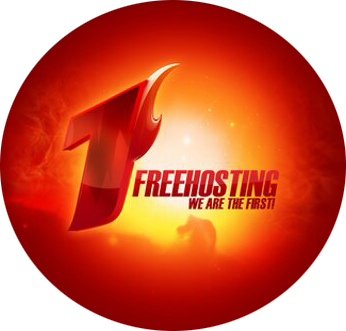 1
FREEHOSTING
WE ARE THE FIRST!